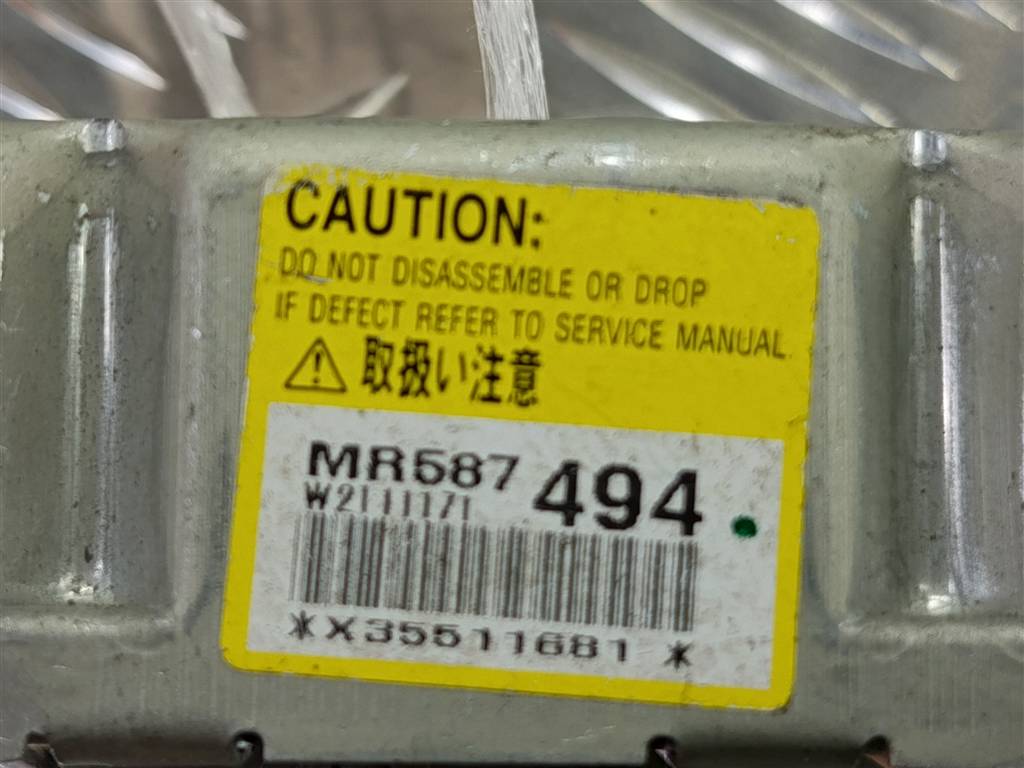 CAUTION:
DO NOT DISASSEMBLE OR DROP
IF DEFECT REFER TO SERVICE MANUAL.
取扱い注意
MR587 494
W2111171
*X35511681*